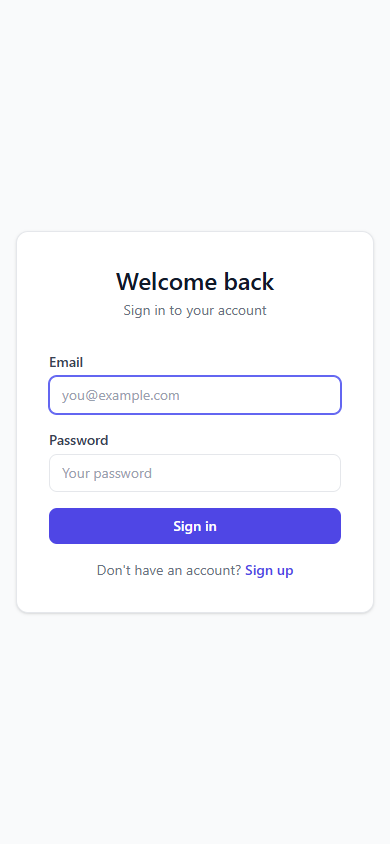 Welcome back
Sign in to your account
Email
you@example.com
Password
Your password
Sign in
Don't have an account? Sign up